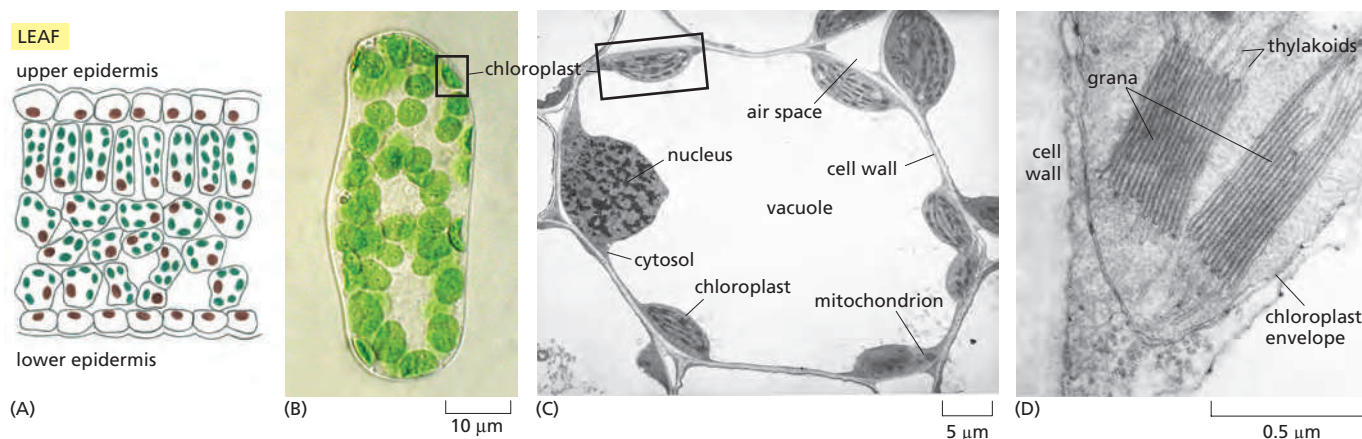 LEAF
upper epidermis
lower epidermis
(A)
(B)
10 µm
chloroplast
nucleus
cytosol
chloroplast
air space
cell wall
vacuole
mitochondrion
(C)
5 µm
thylakoids
grana
cell
wall
chloroplast
envelope
(D)
0.5 µm